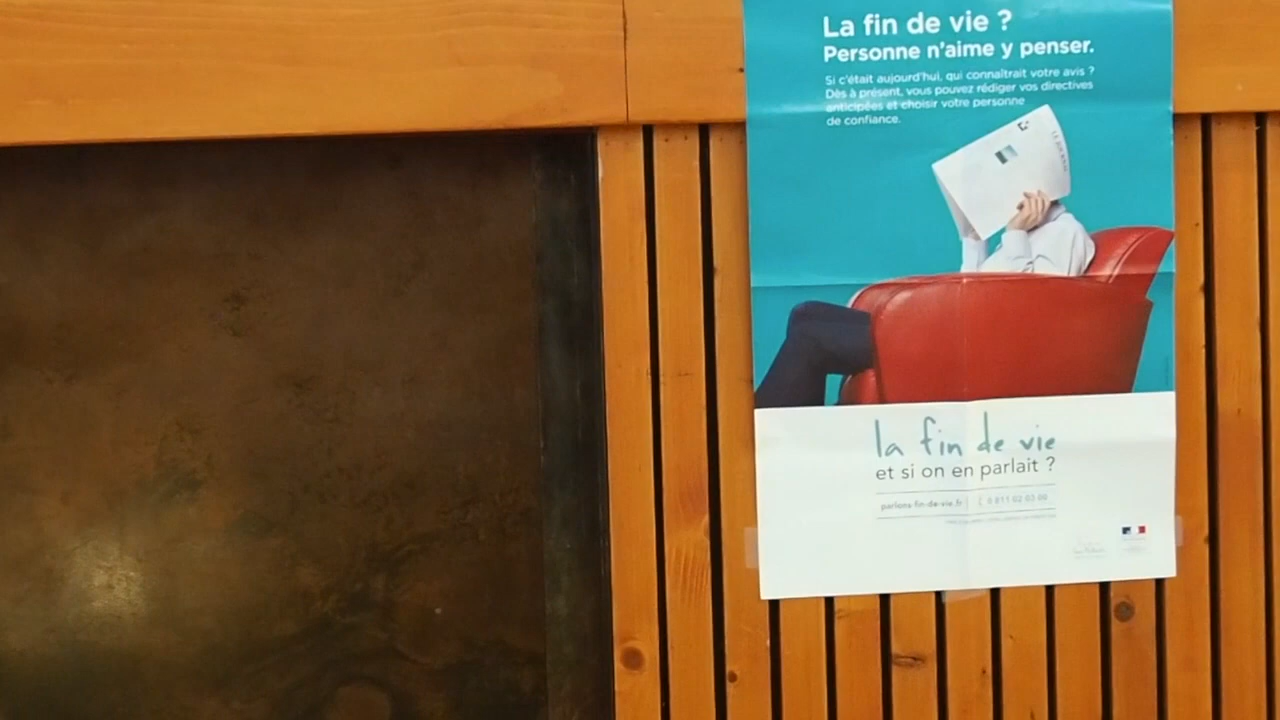 La fin de vie ?
Personne n'aime y penser.
Si c'était aujourd'hui, qui connaîtrait votre avis ?
Dès à présent, vous pouvez rédiger vos directives
anticipées et choisir votre personne
de confiance.
la fin de vie
et si on en parlait ?
parlons-fin-de-vie.fr
0 811 02 03 00